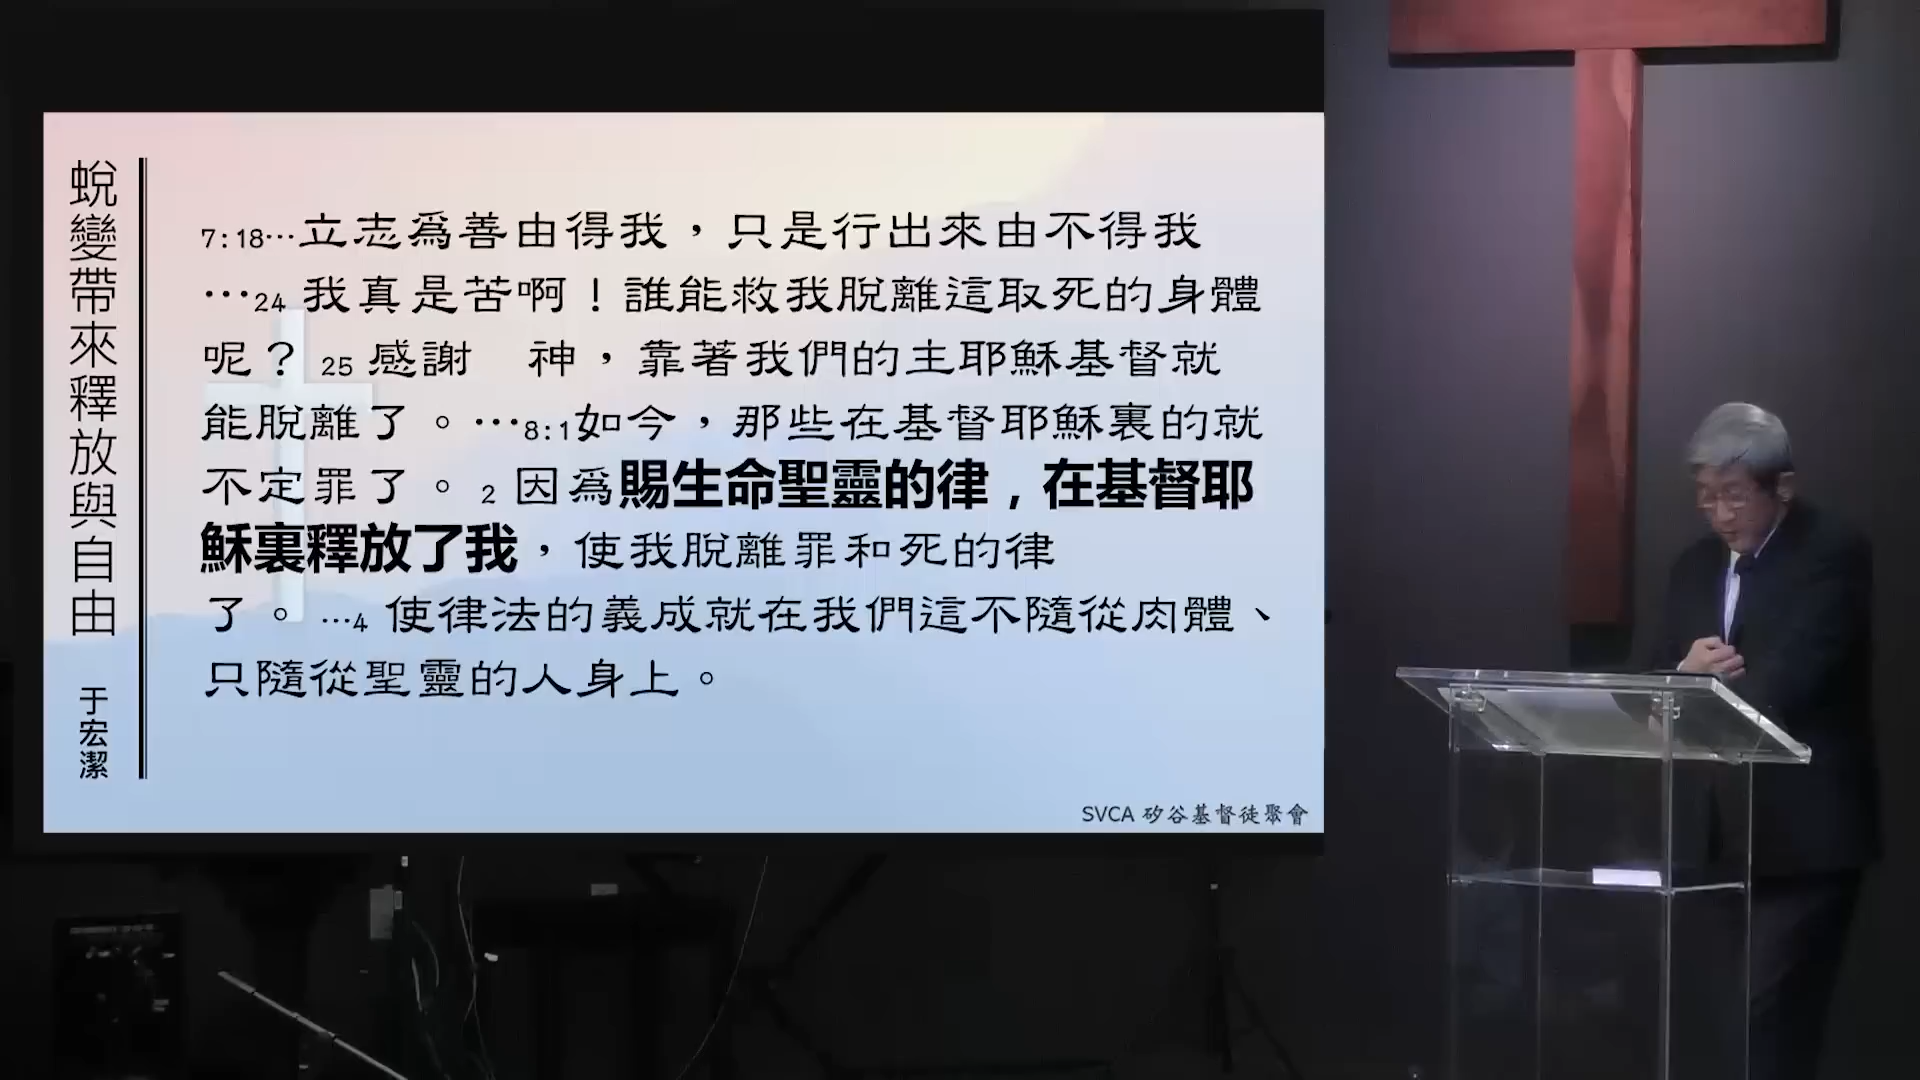 蛻變帶來釋放與自由
于宏潔
7:18…立志爲善由得我，只是行出來由不得我
…24 我真是苦啊！誰能救我脫離這取死的身體
呢？ 25 感謝　神，靠著我們的主耶穌基督就
能脫離了。…8:1如今，那些在基督耶穌裏的就
不定罪了。 2 因爲賜生命聖靈的律，在基督耶
穌裏釋放了我，使我脫離罪和死的律
了。 …4 使律法的義成就在我們這不隨從肉體、
只隨從聖靈的人身上。
SVCA 矽谷基督徒聚會